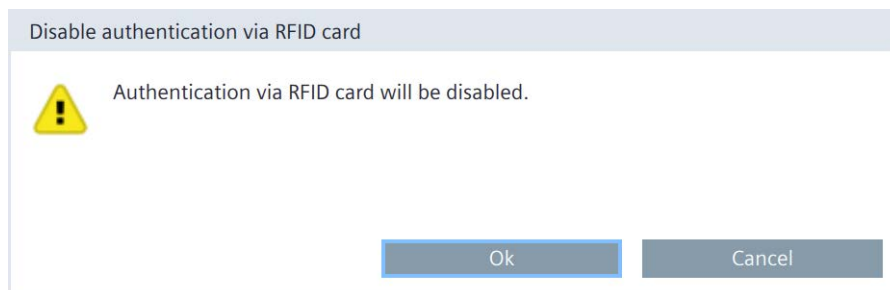 Disable authentication via RFID card
Authentication via RFID card will be disabled.
Ok
Cancel